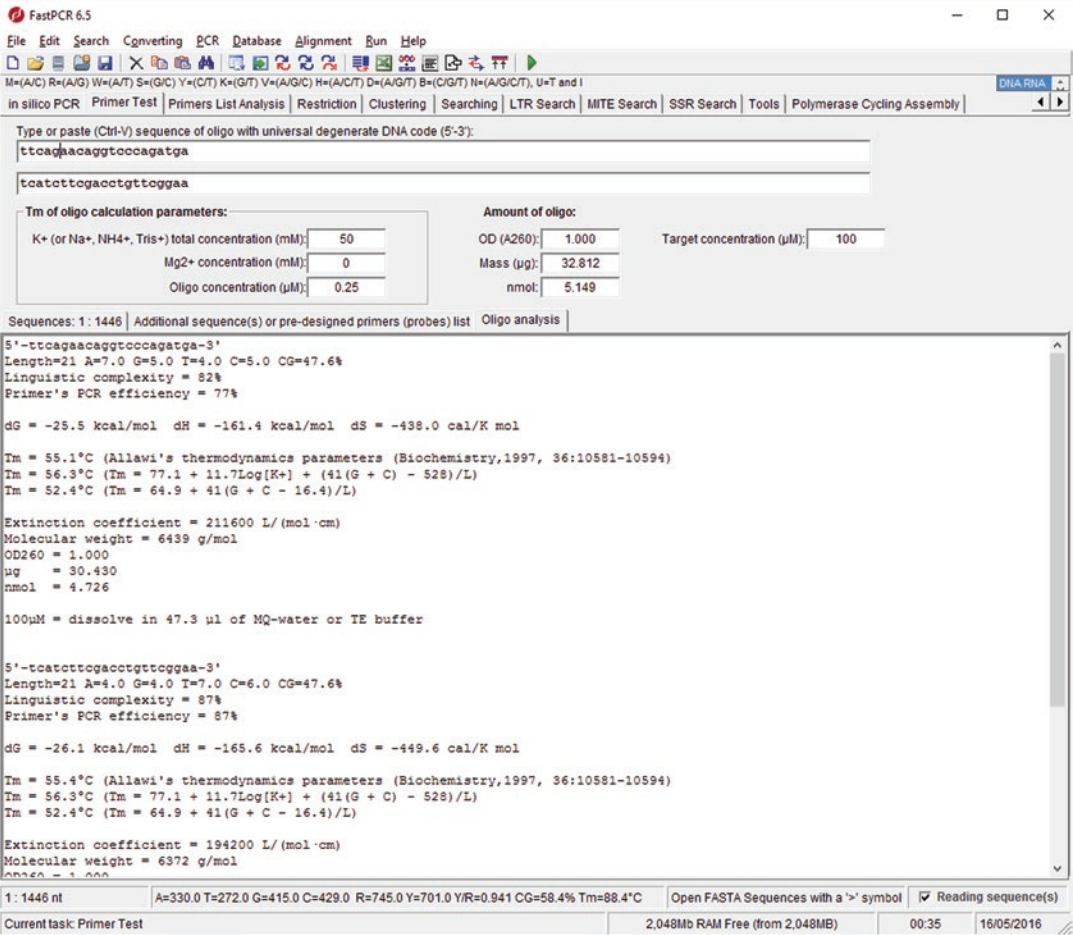 FastPCR 6.5
File Edit Search Converting PCR Database Alignment Run Help
M=(A/C) R=(A/G) W=(A/T) S=(G/C) Y=(C/T) K=(G/T) V=(A/G/C) H=(A/C/T) D=(A/G/T) B=(C/G/T) N=(A/G/C/T), U=T and I
DNA RNA
in silico PCR Primer Test Primers List Analysis Restriction Clustering Searching LTR Search MITE Search SSR Search Tools Polymerase Cycling Assembly
Type or paste (Ctrl-V) sequence of oligo with universal degenerate DNA code (5'-3'):
ttcagaacaggtcccagatga
tcatcttcgacctgttcggaa
Tm of oligo calculation parameters:
K+ (or Na+, NH4+, Tris+) total concentration (mM): 50
Mg2+ concentration (mM): 0
Oligo concentration (µM): 0.25
Amount of oligo:
OD (A260): 1.000
Mass (µg): 32.812
nmol: 5.149
Target concentration (µM): 100
Sequences: 1 : 1446 Additional sequence(s) or pre-designed primers (probes) list Oligo analysis
5'-ttcagaacaggtcccagatga-3'
Length=21 A=7.0 G=5.0 T=4.0 C=5.0 CG=47.6%
Linguistic complexity = 82%
Primer's PCR efficiency = 77%
dG = -25.5 kcal/mol dH = -161.4 kcal/mol dS = -438.0 cal/K mol
Tm = 55.1°C (Allawi's thermodynamics parameters (Biochemistry,1997, 36:10581-10594)
Tm = 56.3°C (Tm = 77.1 + 11.7Log[K+] + (41(G + C) - 528)/L)
Tm = 52.4°C (Tm = 64.9 + 41(G + C - 16.4)/L)
Extinction coefficient = 211600 L/(mol·cm)
Molecular weight = 6439 g/mol
OD260 = 1.000
µg = 30.430
nmol = 4.726
100µM = dissolve in 47.3 µl of MQ-water or TE buffer
5'-tcatcttcgacctgttcggaa-3'
Length=21 A=4.0 G=4.0 T=7.0 C=6.0 CG=47.6%
Linguistic complexity = 87%
Primer's PCR efficiency = 87%
dG = -26.1 kcal/mol dH = -165.6 kcal/mol dS = -449.6 cal/K mol
Tm = 55.4°C (Allawi's thermodynamics parameters (Biochemistry,1997, 36:10581-10594)
Tm = 56.3°C (Tm = 77.1 + 11.7Log[K+] + (41(G + C) - 528)/L)
Tm = 52.4°C (Tm = 64.9 + 41(G + C - 16.4)/L)
Extinction coefficient = 194200 L/(mol·cm)
Molecular weight = 6372 g/mol
OD260 = 1.000
1 : 1446 nt A=330.0 T=272.0 G=415.0 C=429.0 R=745.0 Y=701.0 Y/R=0.941 CG=58.4% Tm=88.4°C Open FASTA Sequences with a '>' symbol Reading sequence(s)
Current task: Primer Test 2,048Mb RAM Free (from 2,048MB) 00:35 16/05/2016